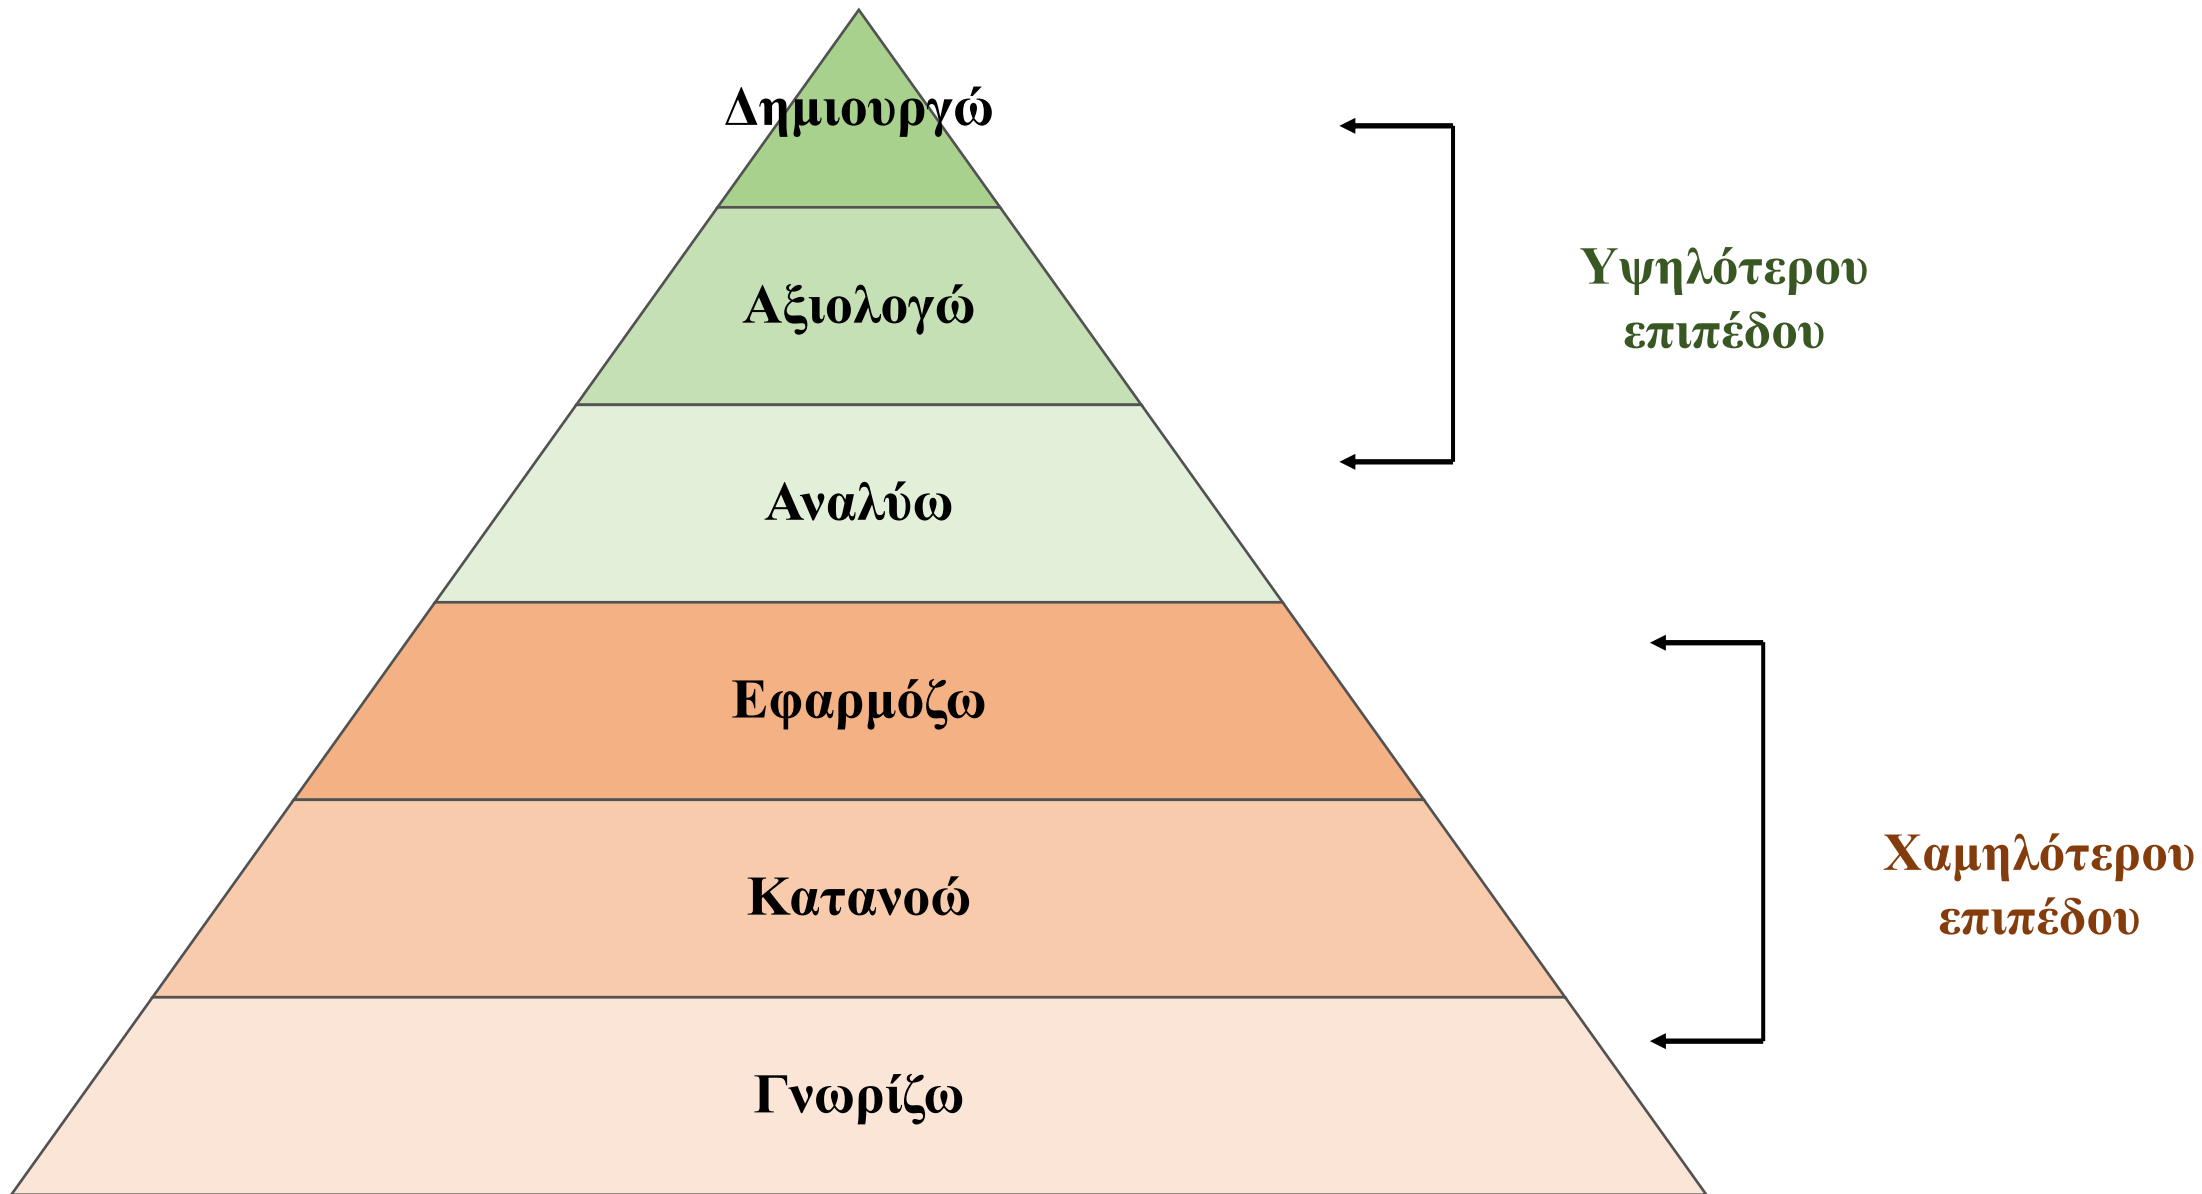 Δημιουργώ
Αξιολογώ
Αναλύω
Εφαρμόζω
Κατανοώ
Γνωρίζω
Υψηλότερου
επιπέδου
Χαμηλότερου
επιπέδου